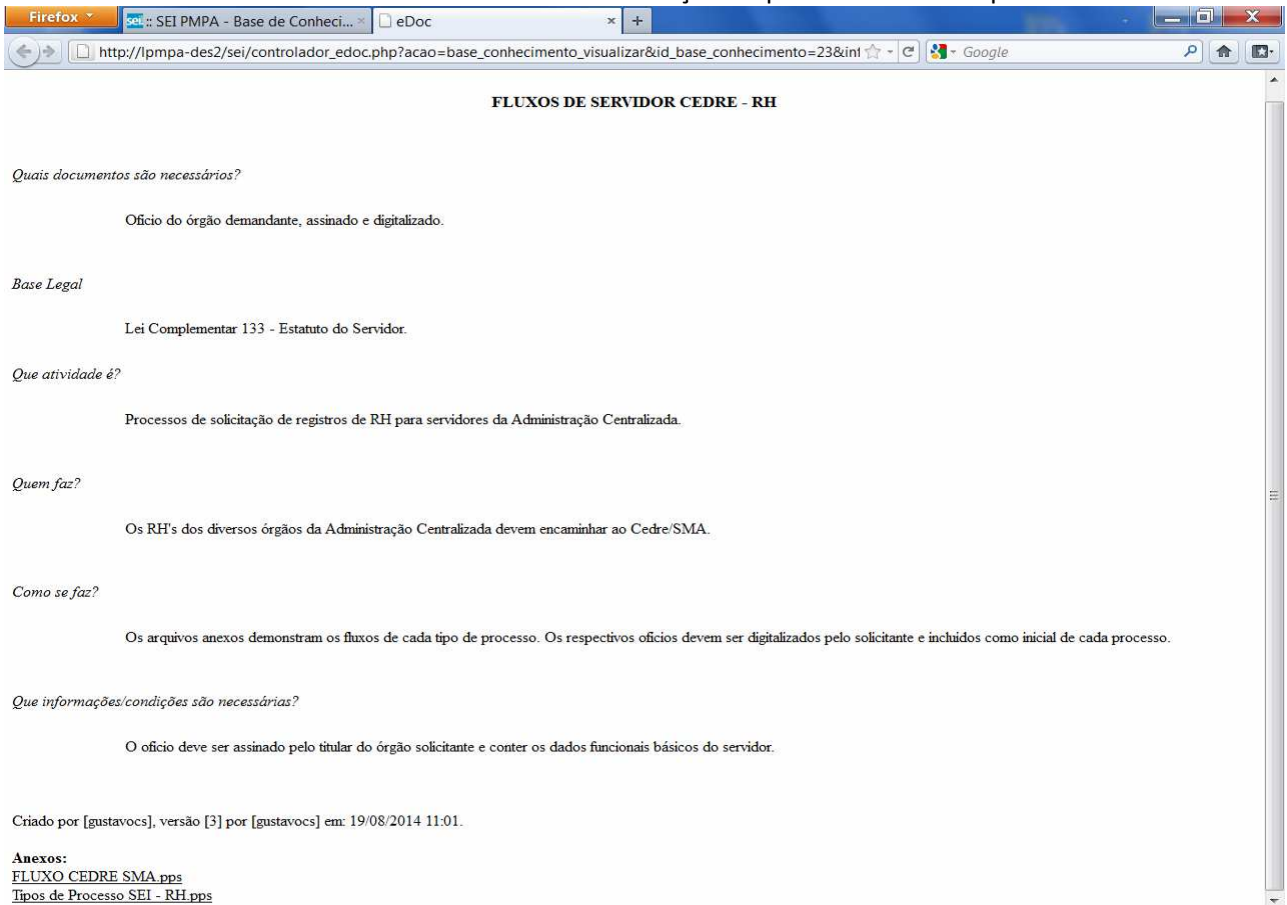 Firefox
sei :: SEI PMPA - Base de Conheci... × eDoc × +
http://lpmpa-des2/sei/controlador_edoc.php?acao=base_conhecimento_visualizar&id_base_conhecimento=23&inf Google
FLUXOS DE SERVIDOR CEDRE - RH
Quais documentos são necessários?
Ofício do órgão demandante, assinado e digitalizado.
Base Legal
Lei Complementar 133 - Estatuto do Servidor.
Que atividade é?
Processos de solicitação de registros de RH para servidores da Administração Centralizada.
Quem faz?
Os RH's dos diversos órgãos da Administração Centralizada devem encaminhar ao Cedre/SMA.
Como se faz?
Os arquivos anexos demonstram os fluxos de cada tipo de processo. Os respectivos ofícios devem ser digitalizados pelo solicitante e incluidos como inicial de cada processo.
Que informações/condições são necessárias?
O ofício deve ser assinado pelo titular do órgão solicitante e conter os dados funcionais básicos do servidor.
Criado por [gustavocs], versão [3] por [gustavocs] em: 19/08/2014 11:01.
Anexos:
FLUXO CEDRE SMA.pps
Tipos de Processo SEI - RH.pps